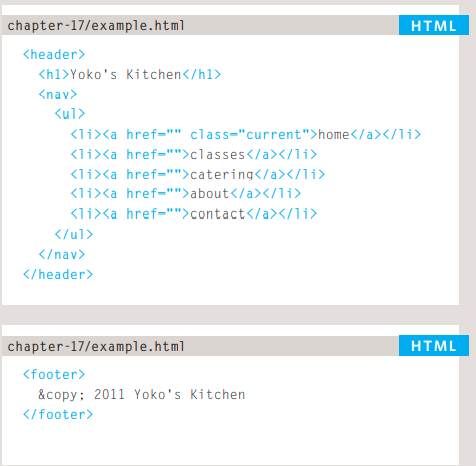 chapter-17/example.html HTML
<header>
<h1>Yoko's Kitchen</h1>
<nav>
<ul>
<li><a href="" class="current">home</a></li>
<li><a href="">classes</a></li>
<li><a href="">catering</a></li>
<li><a href="">about</a></li>
<li><a href="">contact</a></li>
</ul>
</nav>
</header>
chapter-17/example.html HTML
<footer>
&copy; 2011 Yoko's Kitchen
</footer>